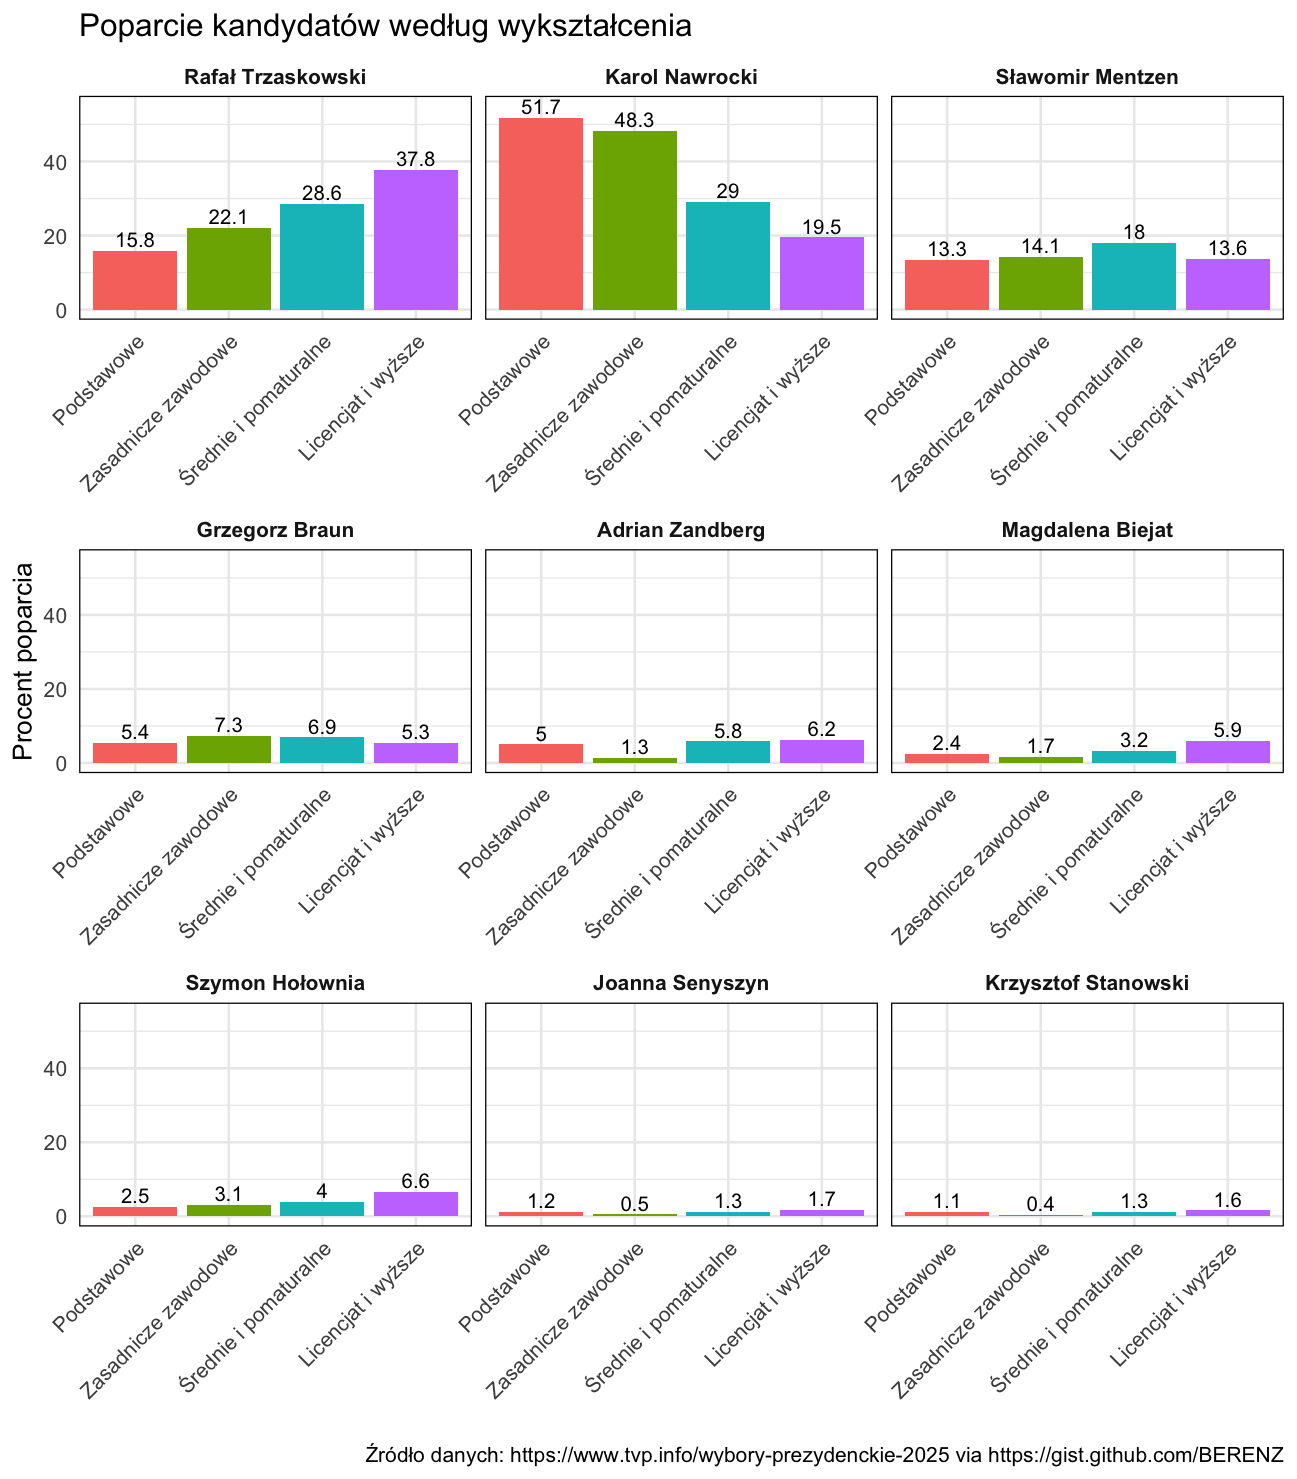 Poparcie kandydatów według wykształcenia
Rafał Trzaskowski
Karol Nawrocki
Sławomir Mentzen
40
20
0
15.8
22.1
28.6
37.8
51.7
48.3
29
19.5
13.3
14.1
18
13.6
Podstawowe
Zasadnicze zawodowe
Średnie i pomaturalne
Licencjat i wyższe
Podstawowe
Zasadnicze zawodowe
Średnie i pomaturalne
Licencjat i wyższe
Podstawowe
Zasadnicze zawodowe
Średnie i pomaturalne
Licencjat i wyższe
Procent poparcia
Grzegorz Braun
Adrian Zandberg
Magdalena Biejat
40
20
0
5.4
7.3
6.9
5.3
5
1.3
5.8
6.2
2.4
1.7
3.2
5.9
Podstawowe
Zasadnicze zawodowe
Średnie i pomaturalne
Licencjat i wyższe
Podstawowe
Zasadnicze zawodowe
Średnie i pomaturalne
Licencjat i wyższe
Podstawowe
Zasadnicze zawodowe
Średnie i pomaturalne
Licencjat i wyższe
Szymon Hołownia
Joanna Senyszyn
Krzysztof Stanowski
40
20
0
2.5
3.1
4
6.6
1.2
0.5
1.3
1.7
1.1
0.4
1.3
1.6
Podstawowe
Zasadnicze zawodowe
Średnie i pomaturalne
Licencjat i wyższe
Podstawowe
Zasadnicze zawodowe
Średnie i pomaturalne
Licencjat i wyższe
Podstawowe
Zasadnicze zawodowe
Średnie i pomaturalne
Licencjat i wyższe
Źródło danych: https://www.tvp.info/wybory-prezydenckie-2025 via https://gist.github.com/BERENZ